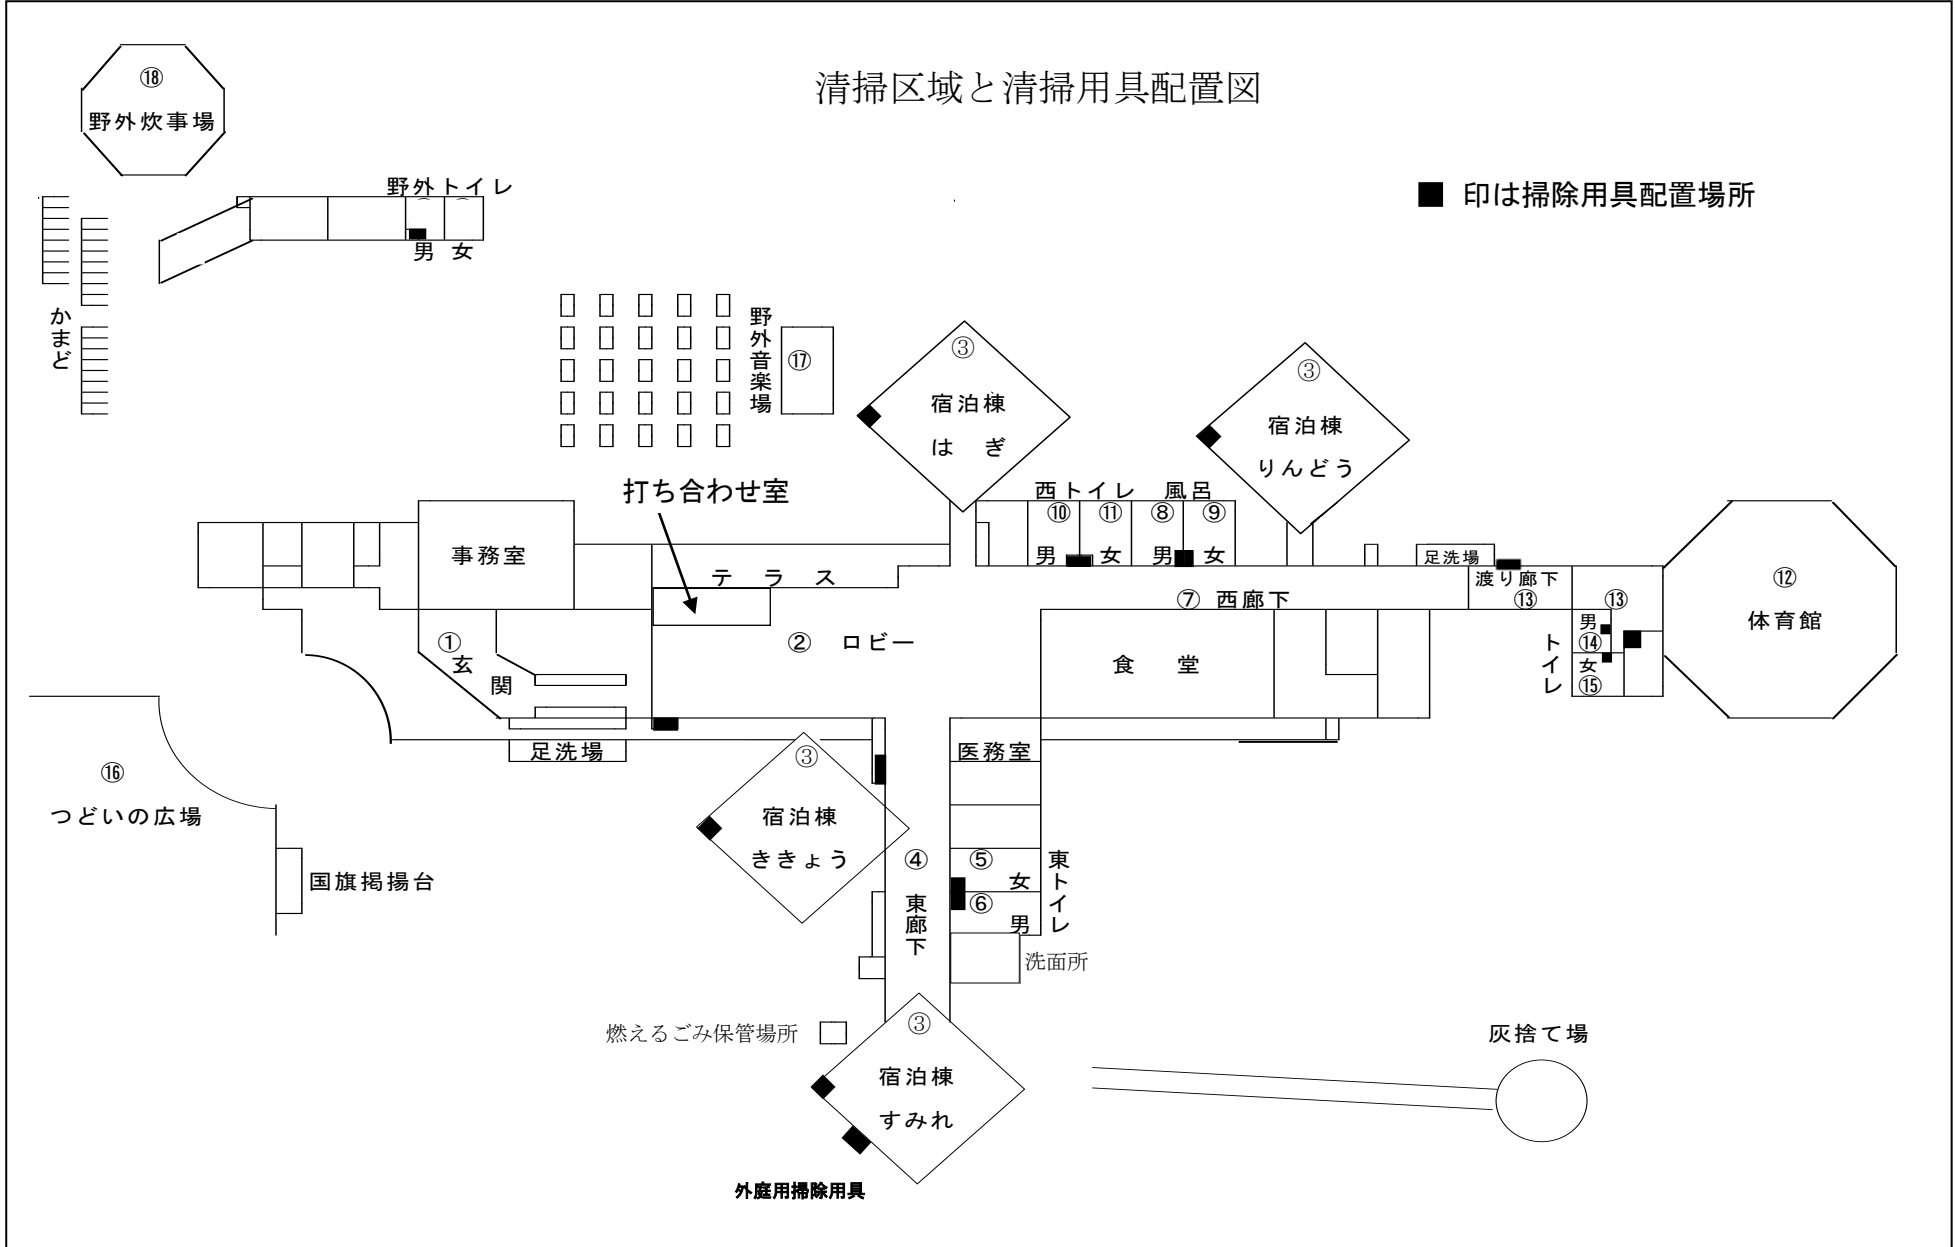 清掃区域と清掃用具配置図
■ 印は掃除用具配置場所
⑱
野外炊事場
野外トイレ
男 女
かまど
野外音楽場
⑰
③
宿泊棟
はぎ
③
宿泊棟
りんどう
打ち合わせ室
西トイレ 風呂
⑩ ⑪ ⑧ ⑨
男 女 男 女
事務室
テラス
足洗場
渡り廊下
⑬ ⑬
⑦ 西廊下
⑫
体育館
①
玄関
② ロビー
食堂
トイレ
男
⑭
女
⑮
足洗場
医務室
③
宿泊棟
ききょう
⑯
つどいの広場
国旗掲揚台
④
東廊下
⑤
女
⑥
男
東トイレ
洗面所
燃えるごみ保管場所
③
宿泊棟
すみれ
灰捨て場
外庭用掃除用具